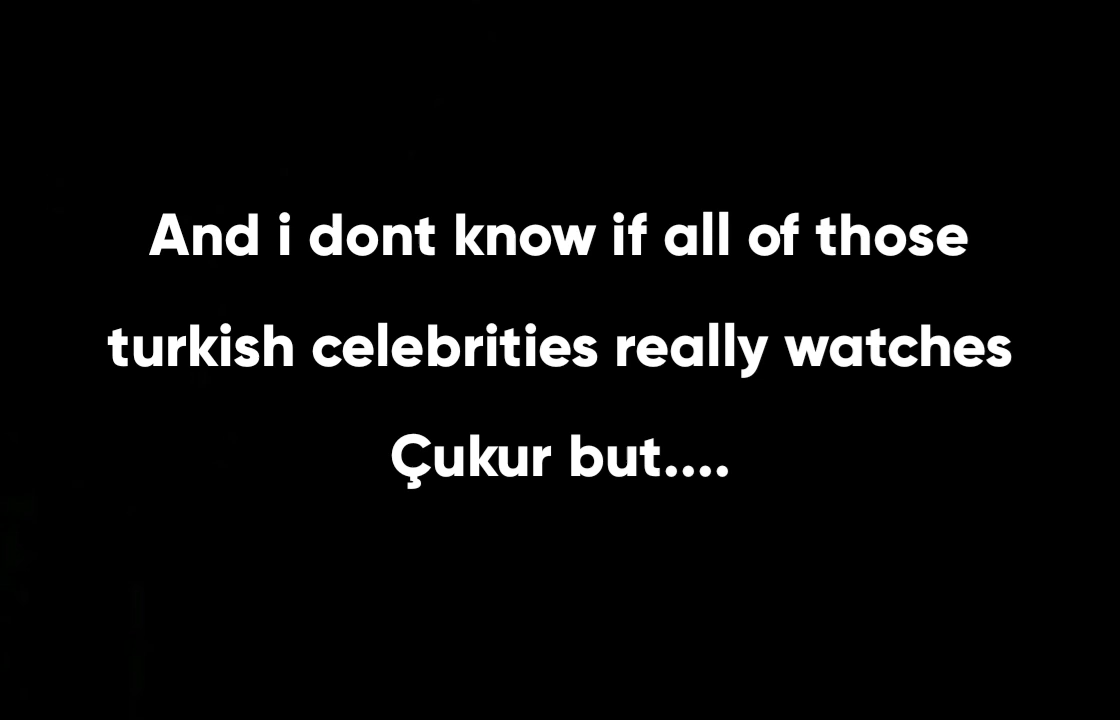 And i dont know if all of those
turkish celebrities really watches
Çukur but....